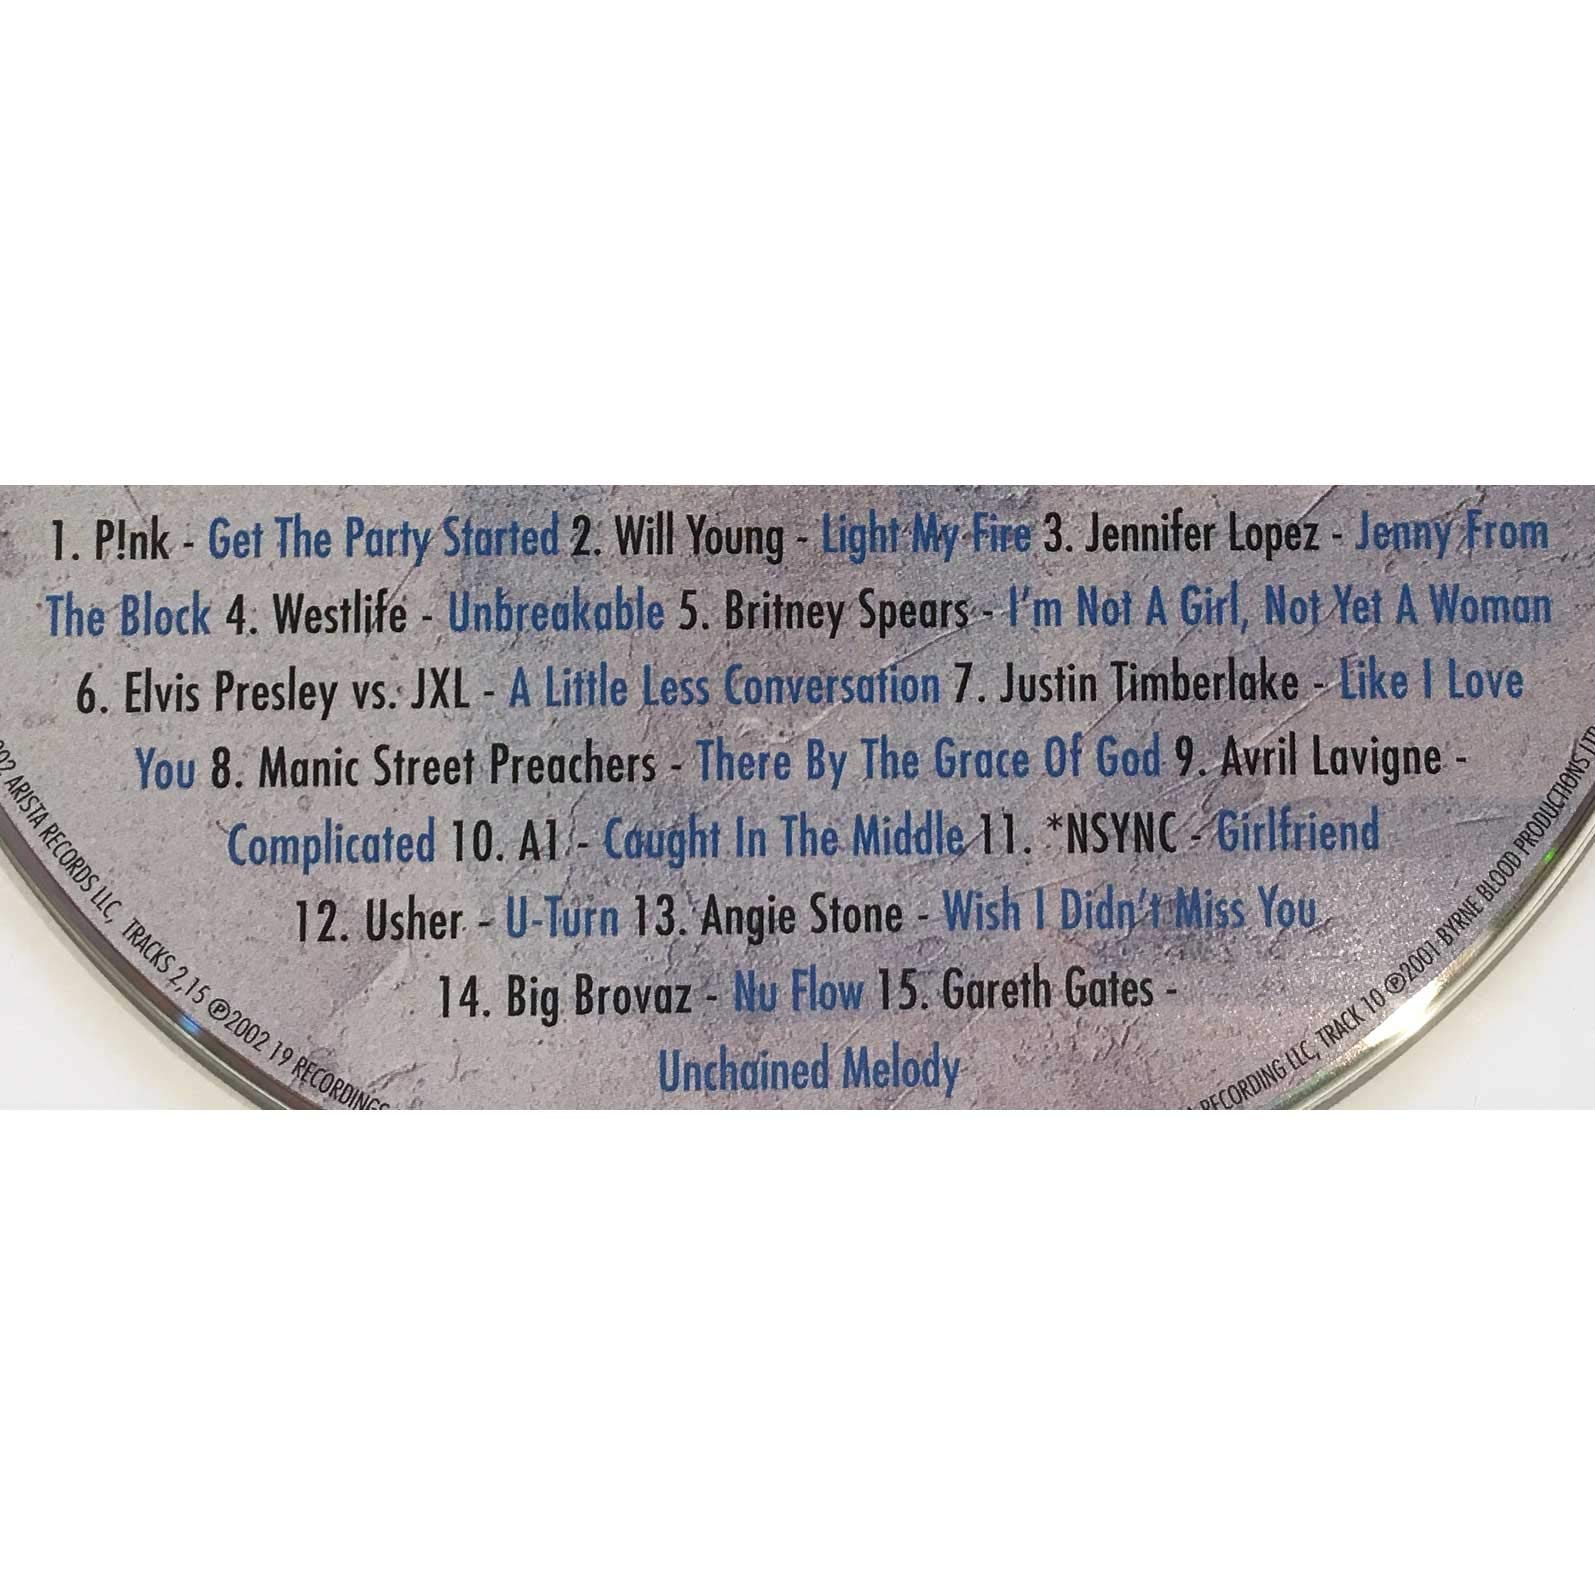 1. P!nk - Get The Party Started 2. Will Young - Light My Fire 3. Jennifer Lopez - Jenny From
The Block 4. Westlife - Unbreakable 5. Britney Spears - I'm Not A Girl, Not Yet A Woman
6. Elvis Presley vs. JXL - A Little Less Conversation 7. Justin Timberlake - Like I Love
You 8. Manic Street Preachers - There By The Grace Of God 9. Avril Lavigne -
Complicated 10. A1 - Caught In The Middle 11. *NSYNC - Girlfriend
12. Usher - U-Turn 13. Angie Stone - Wish I Didn't Miss You
14. Big Brovaz - Nu Flow 15. Gareth Gates -
Unchained Melody
ARISTA RECORDS LLC, TRACKS 2,15 ℗2002 19 RECORDINGS
RECORDING LLC, TRACK 10 ℗2001 BYRNE BLOOD PRODUCTIONS LTD